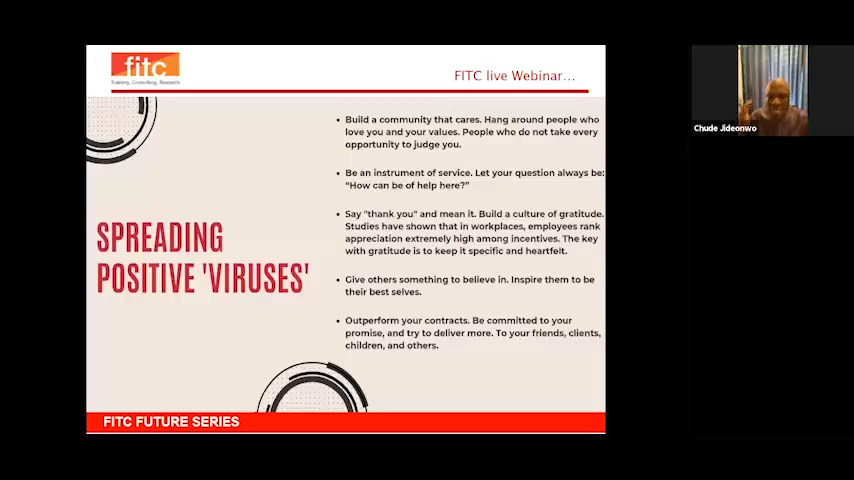 fitc
Training, Consulting, Research
FITC live Webinar...
Chude Jideonwo
• Build a community that cares. Hang around people who
love you and your values. People who do not take every
opportunity to judge you.
• Be an instrument of service. Let your question always be:
“How can be of help here?”
SPREADING
POSITIVE 'VIRUSES'
• Say "thank you" and mean it. Build a culture of gratitude.
Studies have shown that in workplaces, employees rank
appreciation extremely high among incentives. The key
with gratitude is to keep it specific and heartfelt.
• Give others something to believe in. Inspire them to be
their best selves.
• Outperform your contracts. Be committed to your
promise, and try to deliver more. To your friends, clients,
children, and others.
FITC FUTURE SERIES